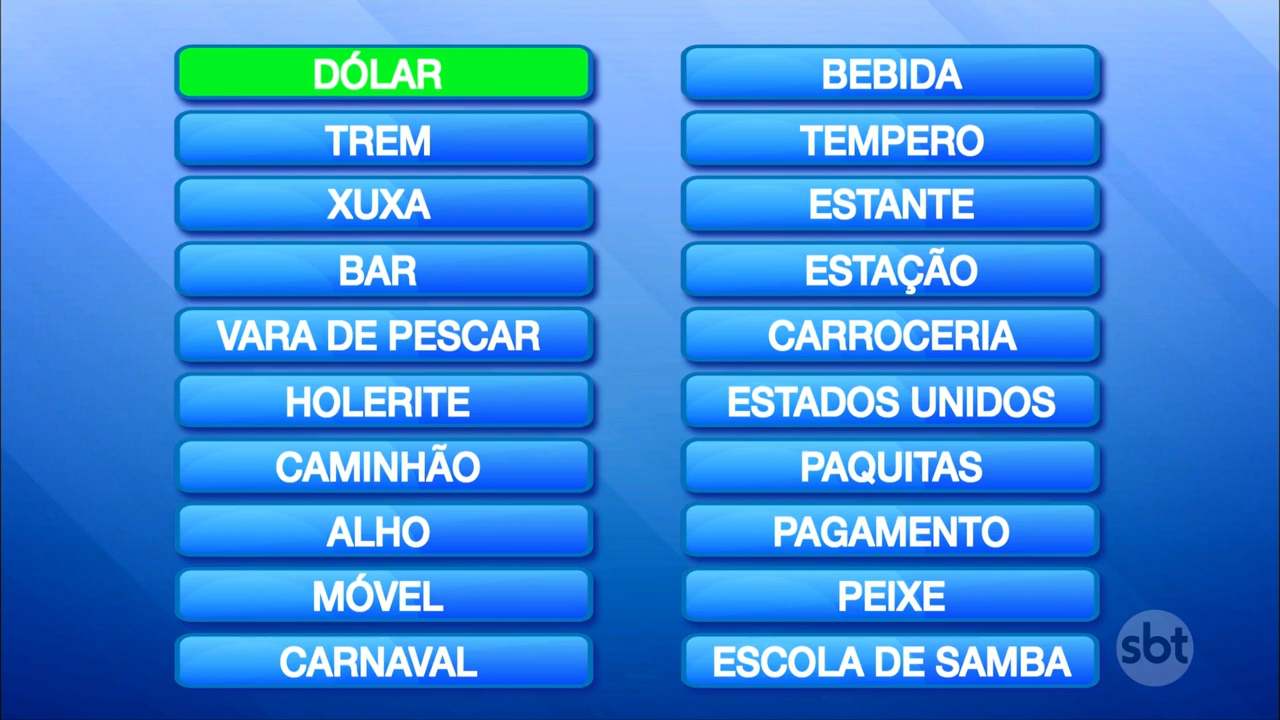 DÓLAR
TREM
XUXA
BAR
VARA DE PESCAR
HOLERITE
CAMINHÃO
ALHO
MÓVEL
CARNAVAL
BEBIDA
TEMPERO
ESTANTE
ESTAÇÃO
CARROCERIA
ESTADOS UNIDOS
PAQUITAS
PAGAMENTO
PEIXE
ESCOLA DE SAMBA
sbt